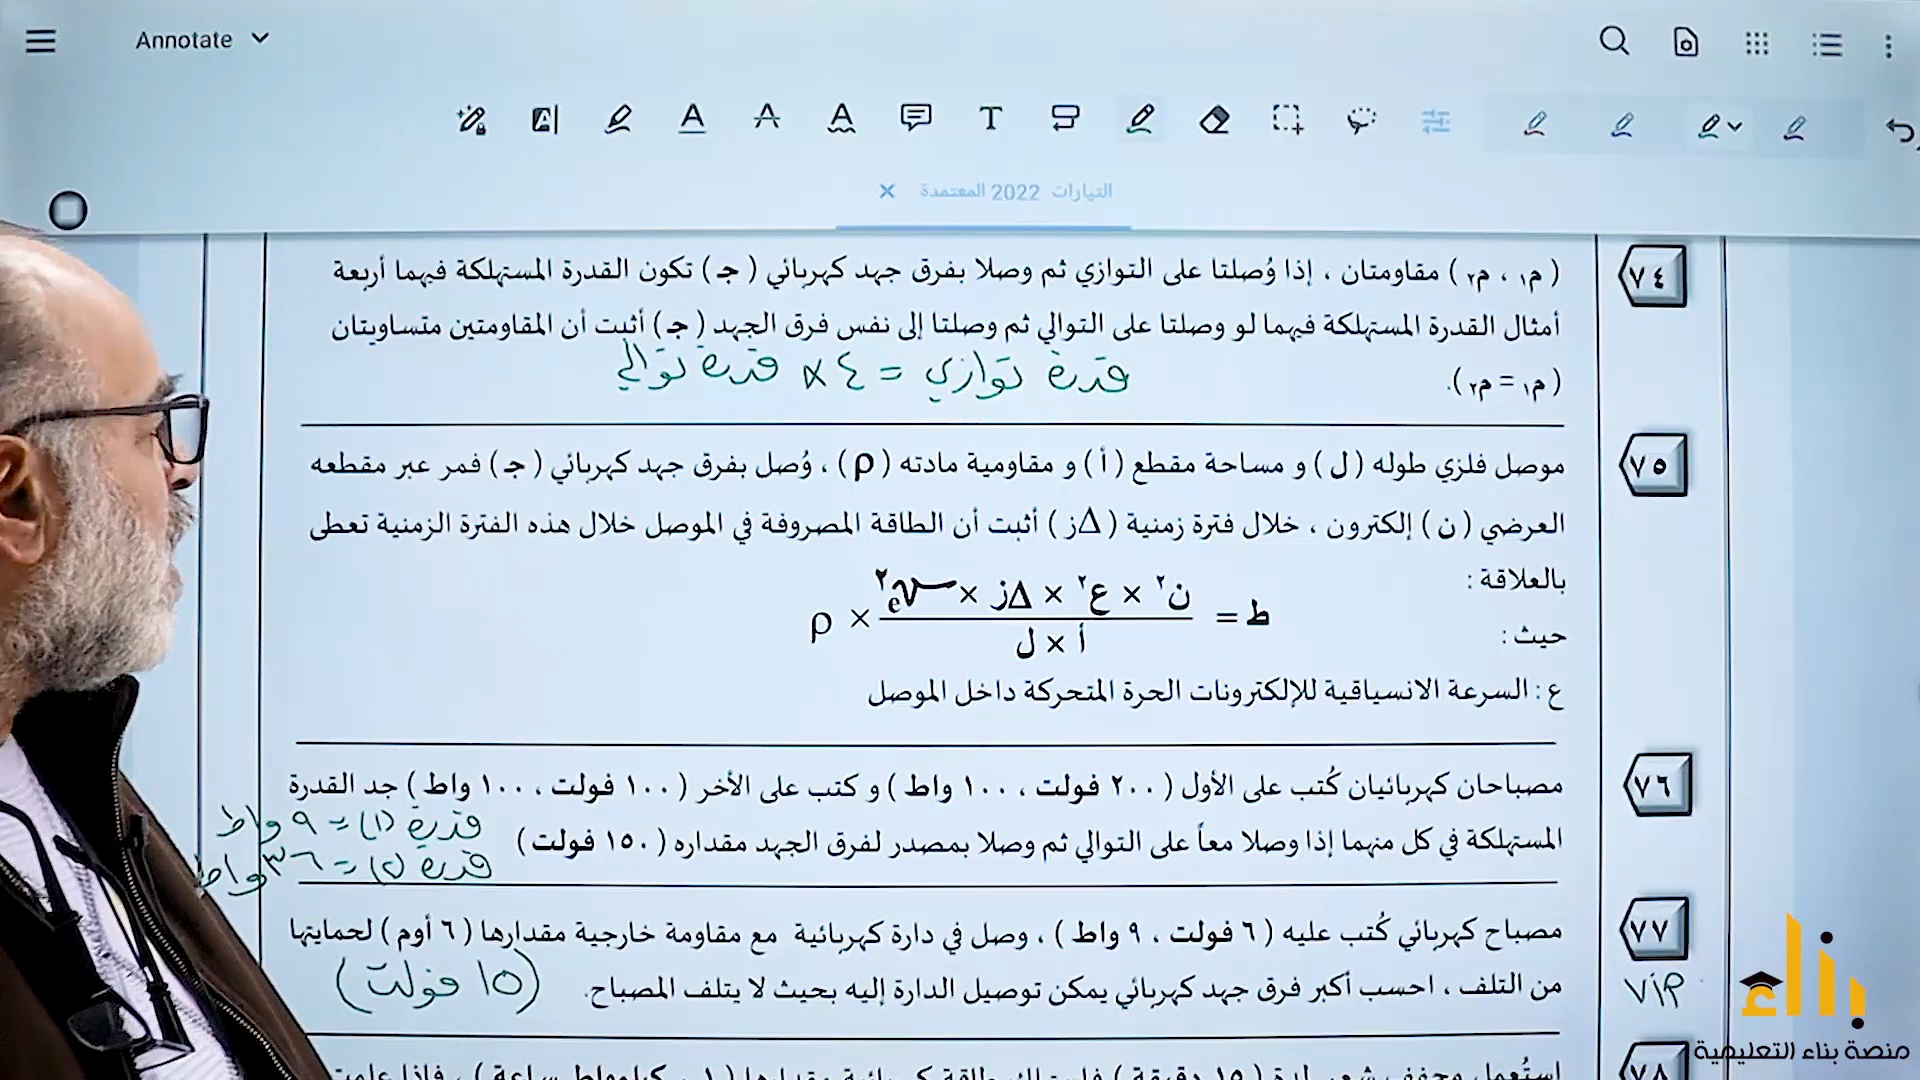 Annotate
التيارات 2022 المعتمدة
٧٤
( م١ ، م٢ ) مقاومتان ، إذا وُصلتا على التوازي ثم وصلا بفرق جهد كهربائي ( جـ ) تكون القدرة المستهلكة فيهما أربعة
أمثال القدرة المستهلكة فيهما لو وصلتا على التوالي ثم وصلتا إلى نفس فرق الجهد ( جـ ) أثبت أن المقاومتين متساويتان
( م١ = م٢ ).
قدرة توازي = ٤ × قدرة توالي
٧٥
موصل فلزي طوله ( ل ) و مساحة مقطع ( أ ) و مقاومية مادته ( ρ ) ، وُصل بفرق جهد كهربائي ( جـ ) فمر عبر مقطعه
العرضي ( ن ) إلكترون ، خلال فترة زمنية ( Δز ) أثبت أن الطاقة المصروفة في الموصل خلال هذه الفترة الزمنية تعطى
بالعلاقة :
ط = ن٢ × ع٢ × Δز ×
أ × ل
× ρ
حيث :
ع : السرعة الانسياقية للإلكترونات الحرة المتحركة داخل الموصل
٧٦
مصباحان كهربائيان كُتب على الأول ( ٢٠٠ فولت ، ١٠٠ واط ) و كتب على الأخر ( ١٠٠ فولت ، ١٠٠ واط ) جد القدرة
المستهلكة في كل منهما إذا وصلا معاً على التوالي ثم وصلا بمصدر لفرق الجهد مقداره ( ١٥٠ فولت )
قدرة (١) = ٩ واط
قدرة (٢) = ٣٦ واط
٧٧
مصباح كهربائي كُتب عليه ( ٦ فولت ، ٩ واط ) ، وصل في دارة كهربائية مع مقاومة خارجية مقدارها ( ٦ أوم ) لحمايتها
من التلف ، احسب أكبر فرق جهد كهربائي يمكن توصيل الدارة إليه بحيث لا يتلف المصباح.
(١٥ فولت)
VIP
بناء
منصة بناء التعليمية
٧٨